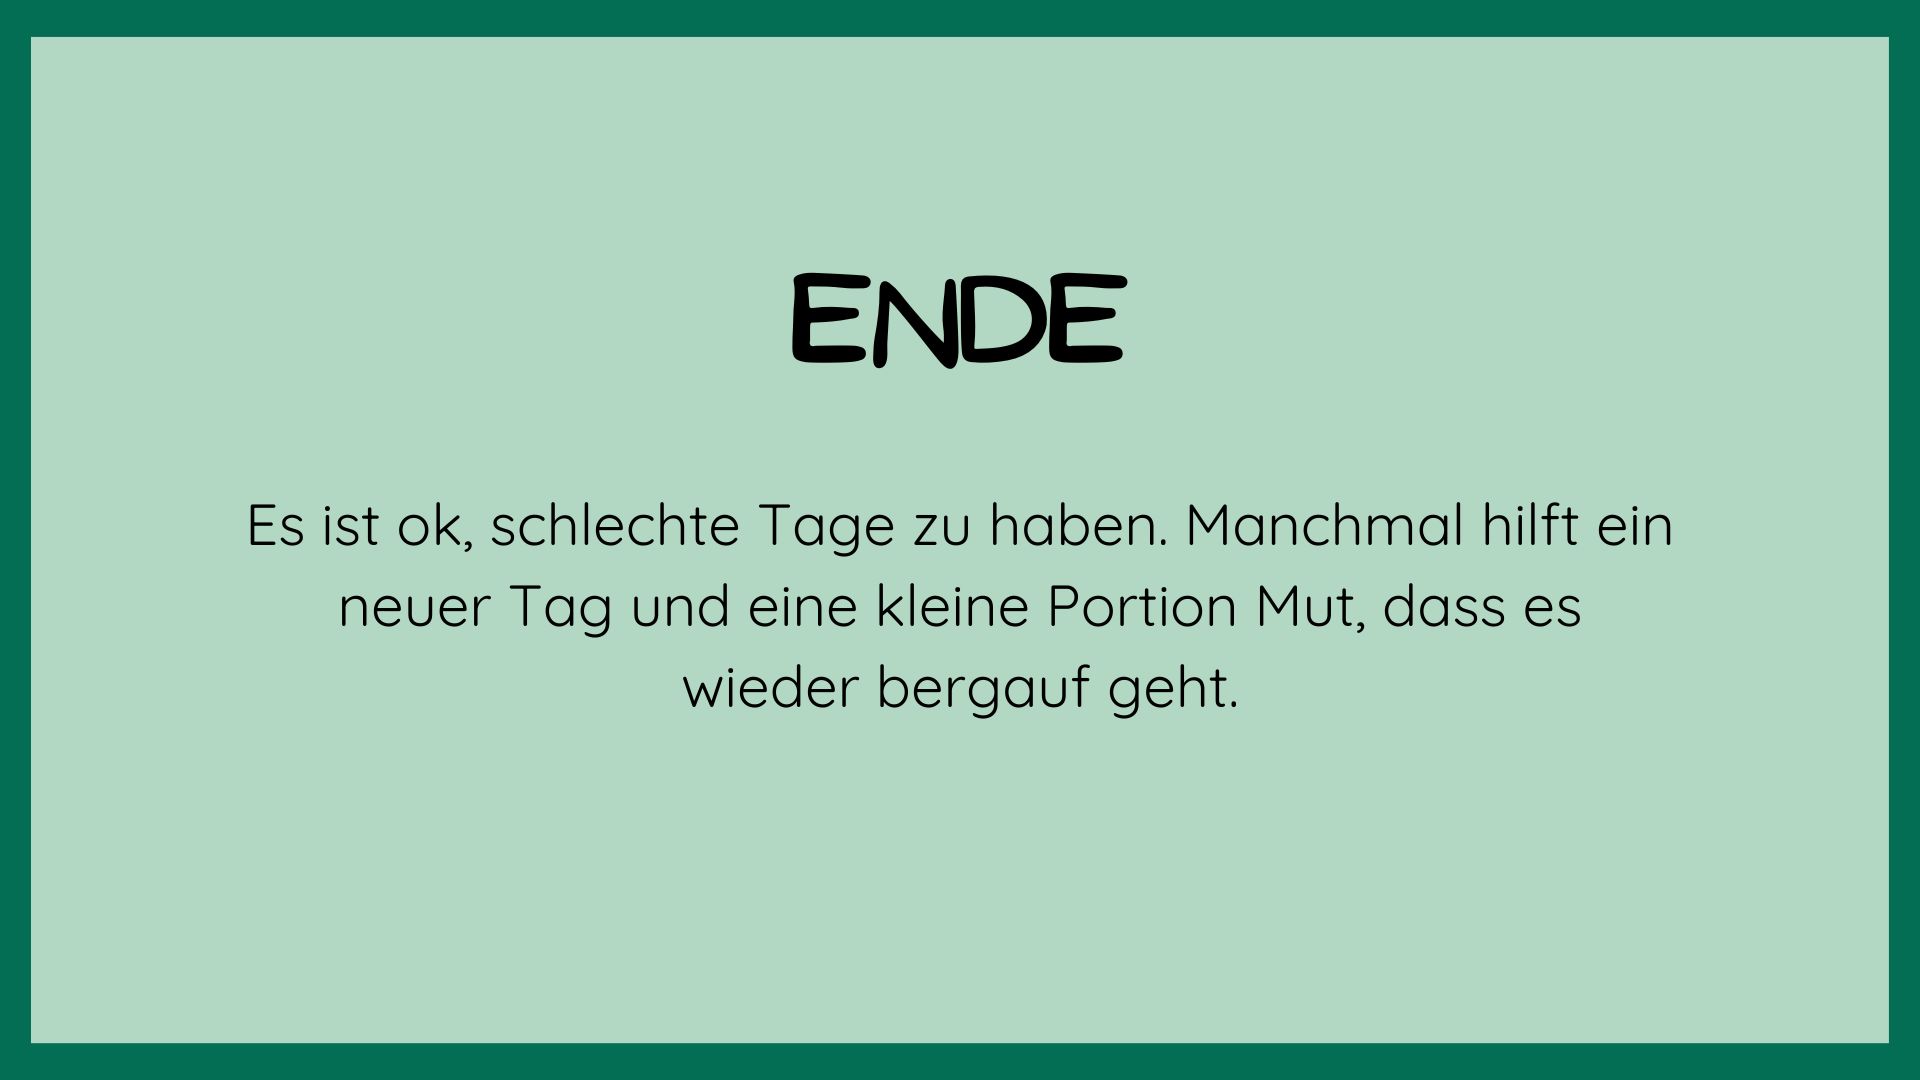 ENDE
Es ist ok, schlechte Tage zu haben. Manchmal hilft ein
neuer Tag und eine kleine Portion Mut, dass es
wieder bergauf geht.